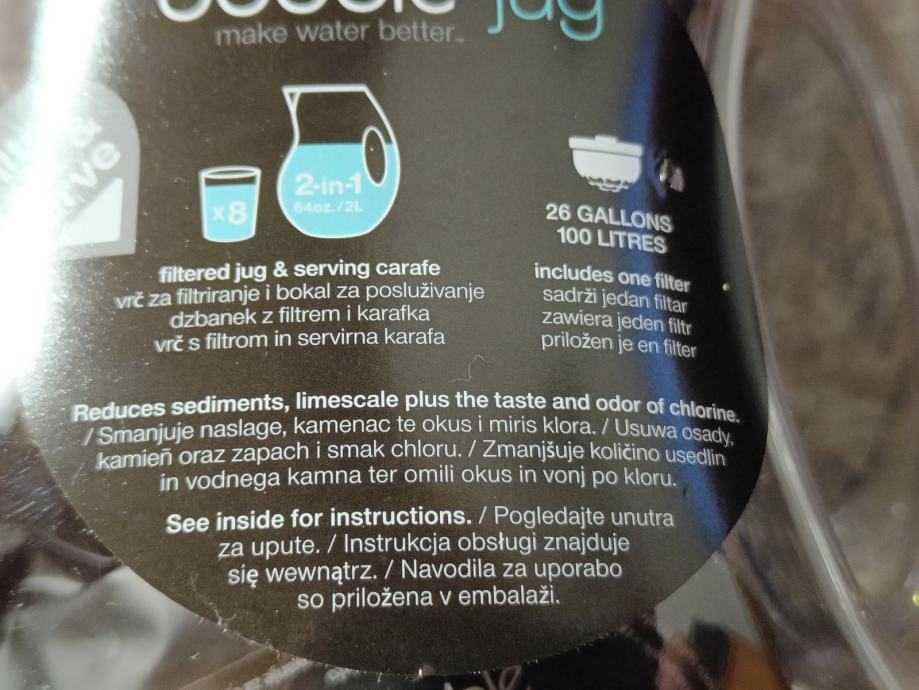 jug
make water better.™
x8
2-in-1
64oz./2L
26 GALLONS
100 LITRES
filtered jug & serving carafe
vrč za filtriranje i bokal za posluživanje
dzbanek z filtrem i karafka
vrč s filtrom in servirna karafa
includes one filter
sadrži jedan filtar
zawiera jeden filtr
priložen je en filter
Reduces sediments, limescale plus the taste and odor of chlorine.
/ Smanjuje naslage, kamenac te okus i miris klora. / Usuwa osady,
kamieñ oraz zapach i smak chloru. / Zmanjšuje količino usedlin
in vodnega kamna ter omili okus in vonj po kloru.
See inside for instructions. / Pogledajte unutra
za upute. / Instrukcja obsługi znajduje
się wewnątrz. / Navodila za uporabo
so priložena v embalaži.